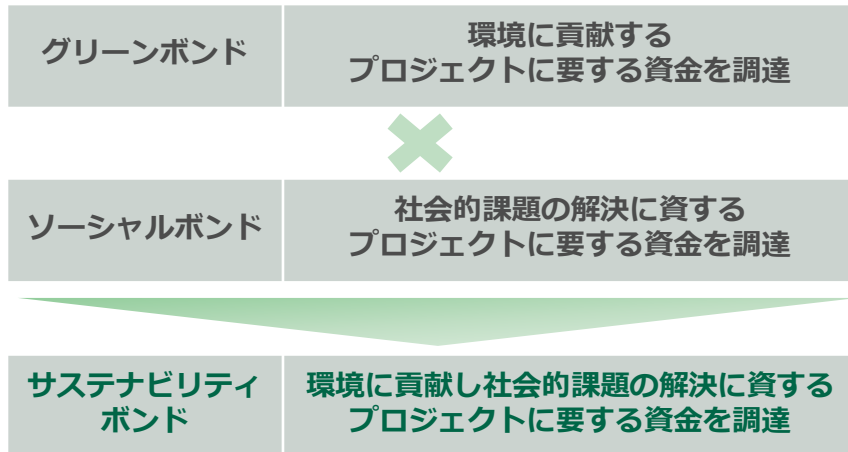 グリーンボンド
環境に貢献する
プロジェクトに要する資金を調達
ソーシャルボンド
社会的課題の解決に資する
プロジェクトに要する資金を調達
サステナビリティ
ボンド
環境に貢献し社会的課題の解決に資する
プロジェクトに要する資金を調達